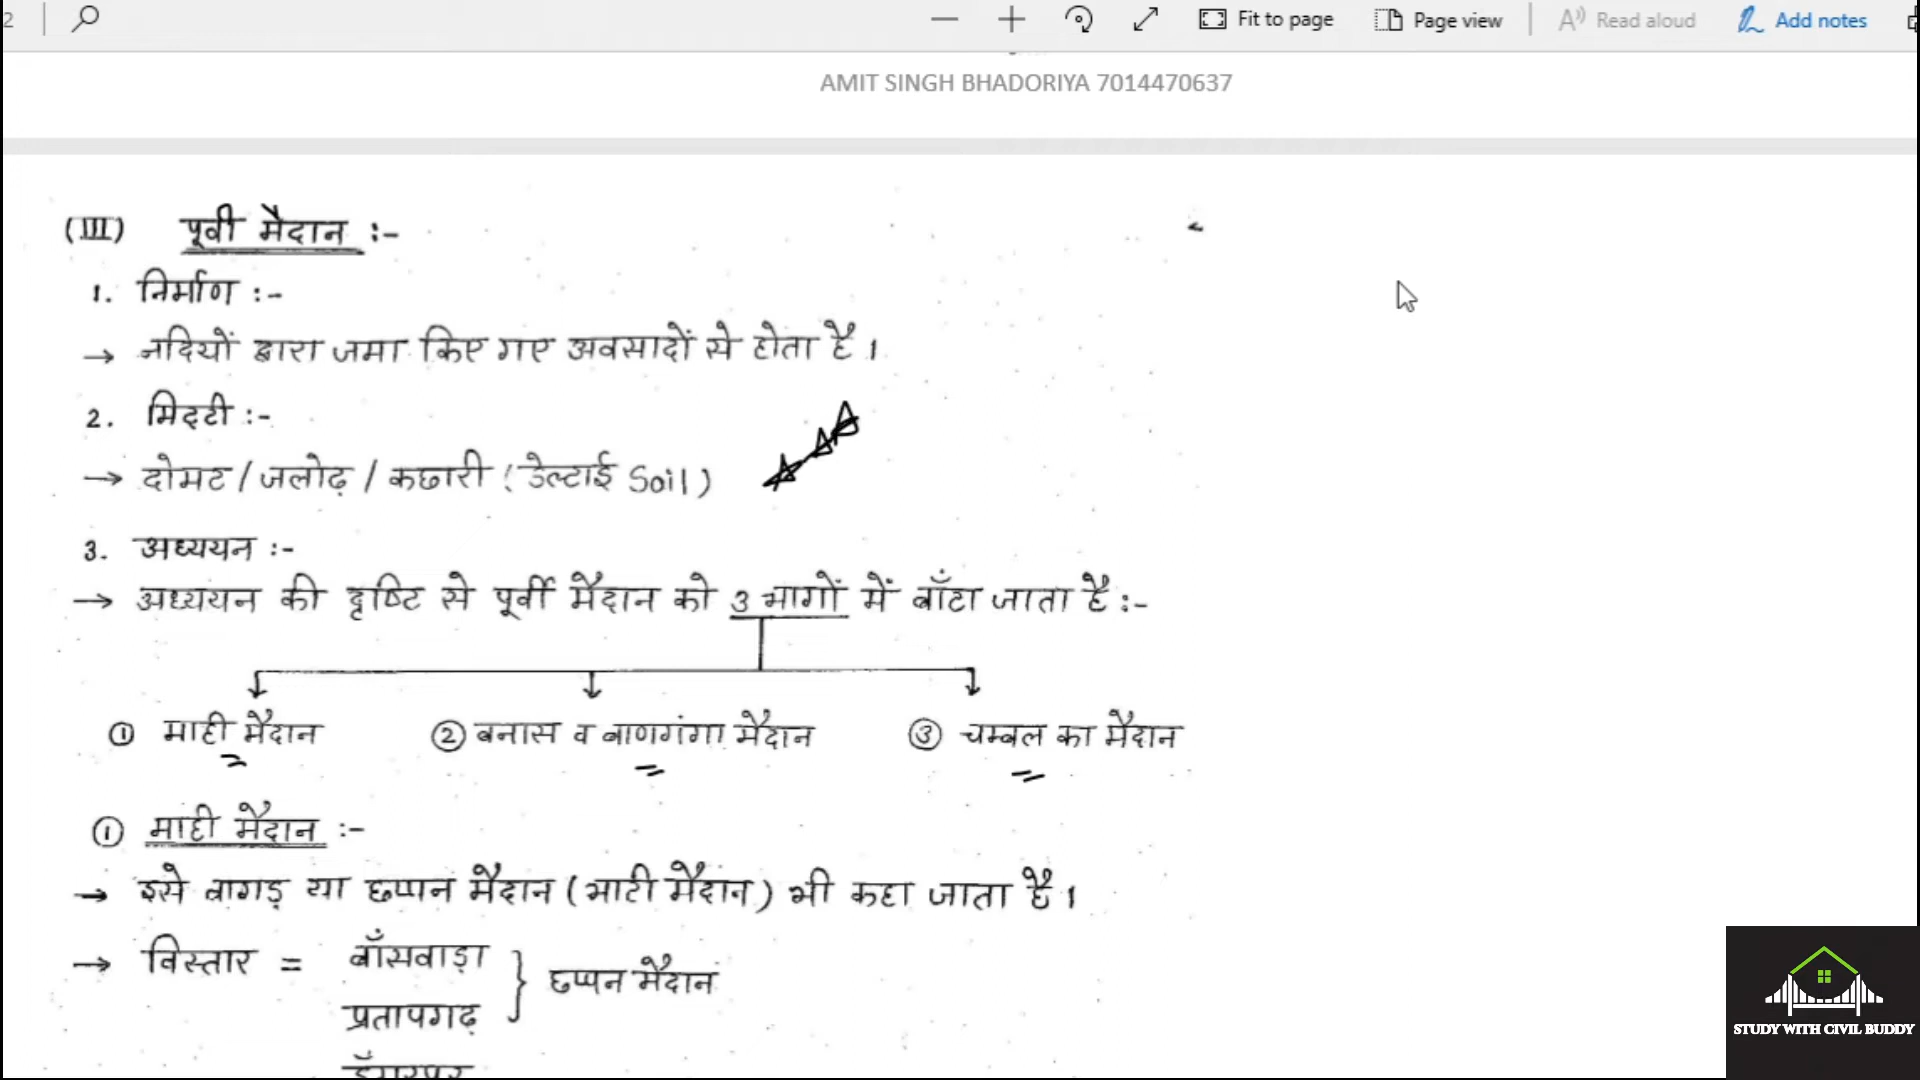 2
Fit to page
Page view
Read aloud
Add notes
AMIT SINGH BHADORIYA 7014470637
(III) पूर्वी मैदान :-
1. निर्माण :-
→ नदियों द्वारा जमा किए गए अवसादों से होता है।
2. मिट्टी :-
→ दोमट / जलोढ़ / कछारी (डेल्टाई Soil)
3. अध्ययन :-
→ अध्ययन की दृष्टि से पूर्वी मैदान को 3 भागों में बाँटा जाता है :-
① माही मैदान ② बनास व बाणगंगा मैदान ③ चम्बल का मैदान
① माही मैदान :-
→ इसे वागड़ या छप्पन मैदान (माटी मैदान) भी कहा जाता है।
→ विस्तार = बाँसवाड़ा
प्रतापगढ़ } छप्पन मैदान
STUDY WITH CIVIL BUDDY